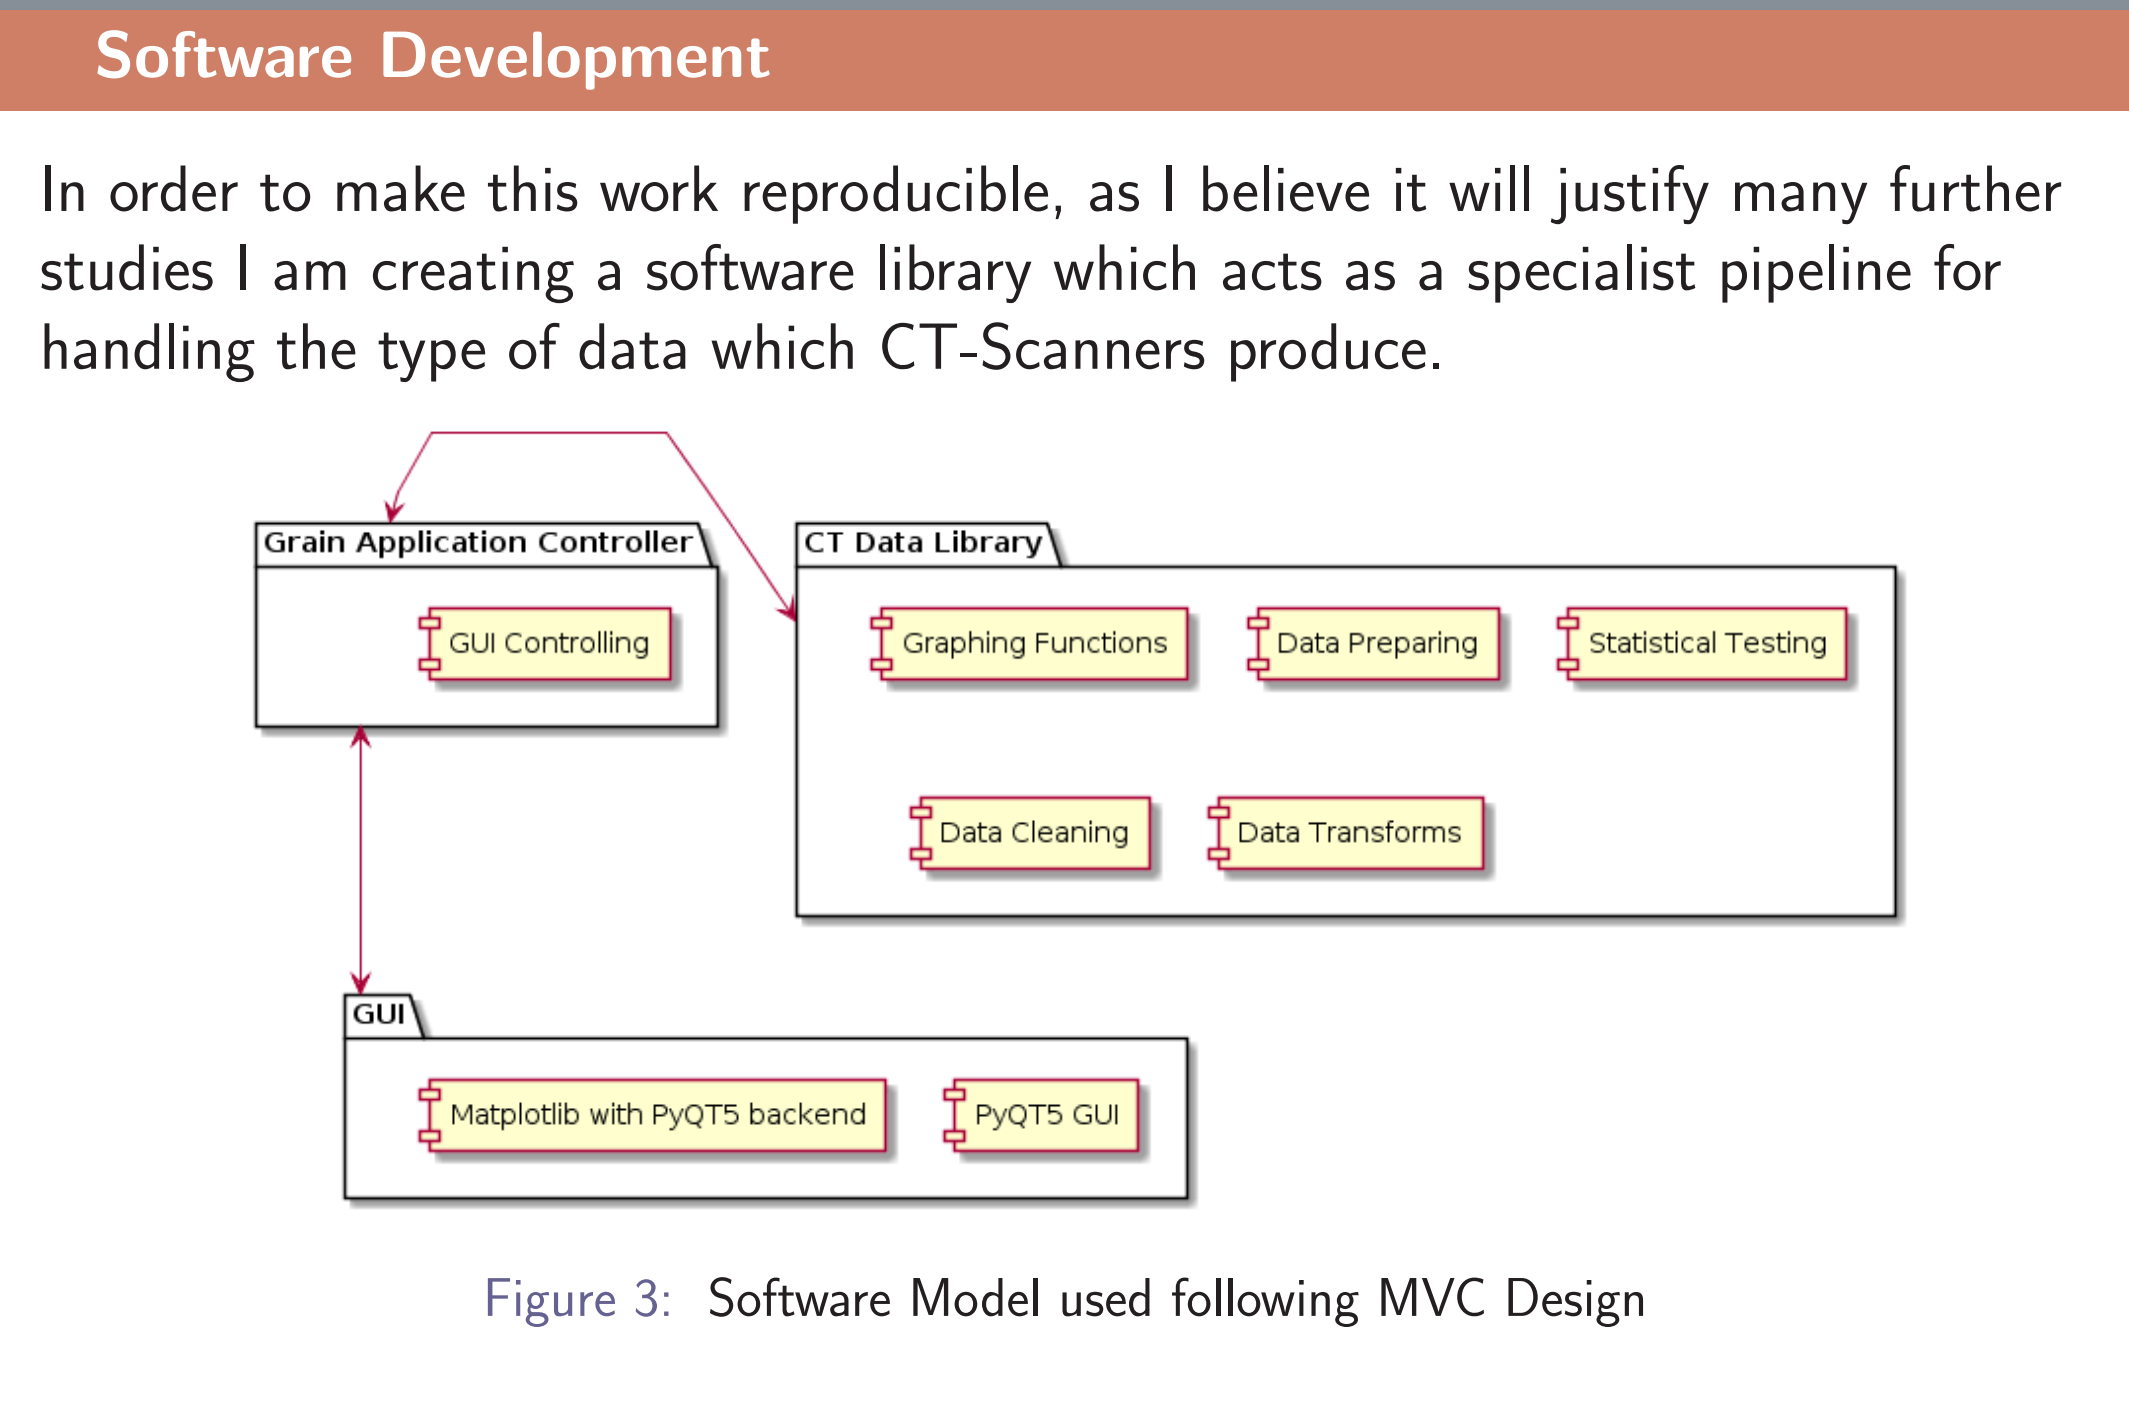 Software Development
In order to make this work reproducible, as I believe it will justify many further
studies I am creating a software library which acts as a specialist pipeline for
handling the type of data which CT-Scanners produce.
Grain Application Controller
GUI Controlling
CT Data Library
Graphing Functions
Data Preparing
Statistical Testing
Data Cleaning
Data Transforms
GUI
Matplotlib with PyQT5 backend
PyQT5 GUI
Figure 3: Software Model used following MVC Design